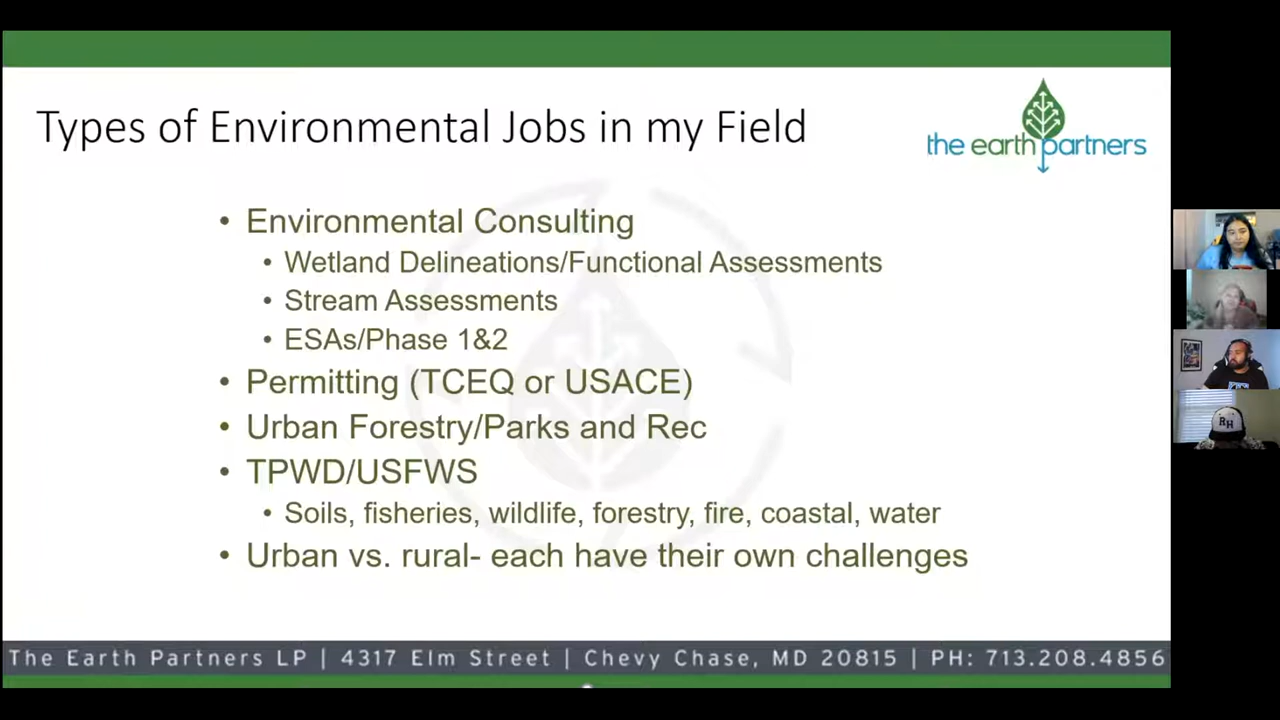 Types of Environmental Jobs in my Field
the earth partners
• Environmental Consulting
• Wetland Delineations/Functional Assessments
• Stream Assessments
• ESAs/Phase 1&2
• Permitting (TCEQ or USACE)
• Urban Forestry/Parks and Rec
• TPWD/USFWS
• Soils, fisheries, wildlife, forestry, fire, coastal, water
• Urban vs. rural- each have their own challenges
RH
The Earth Partners LP | 4317 Elm Street | Chevy Chase, MD 20815 | PH: 713.208.4856